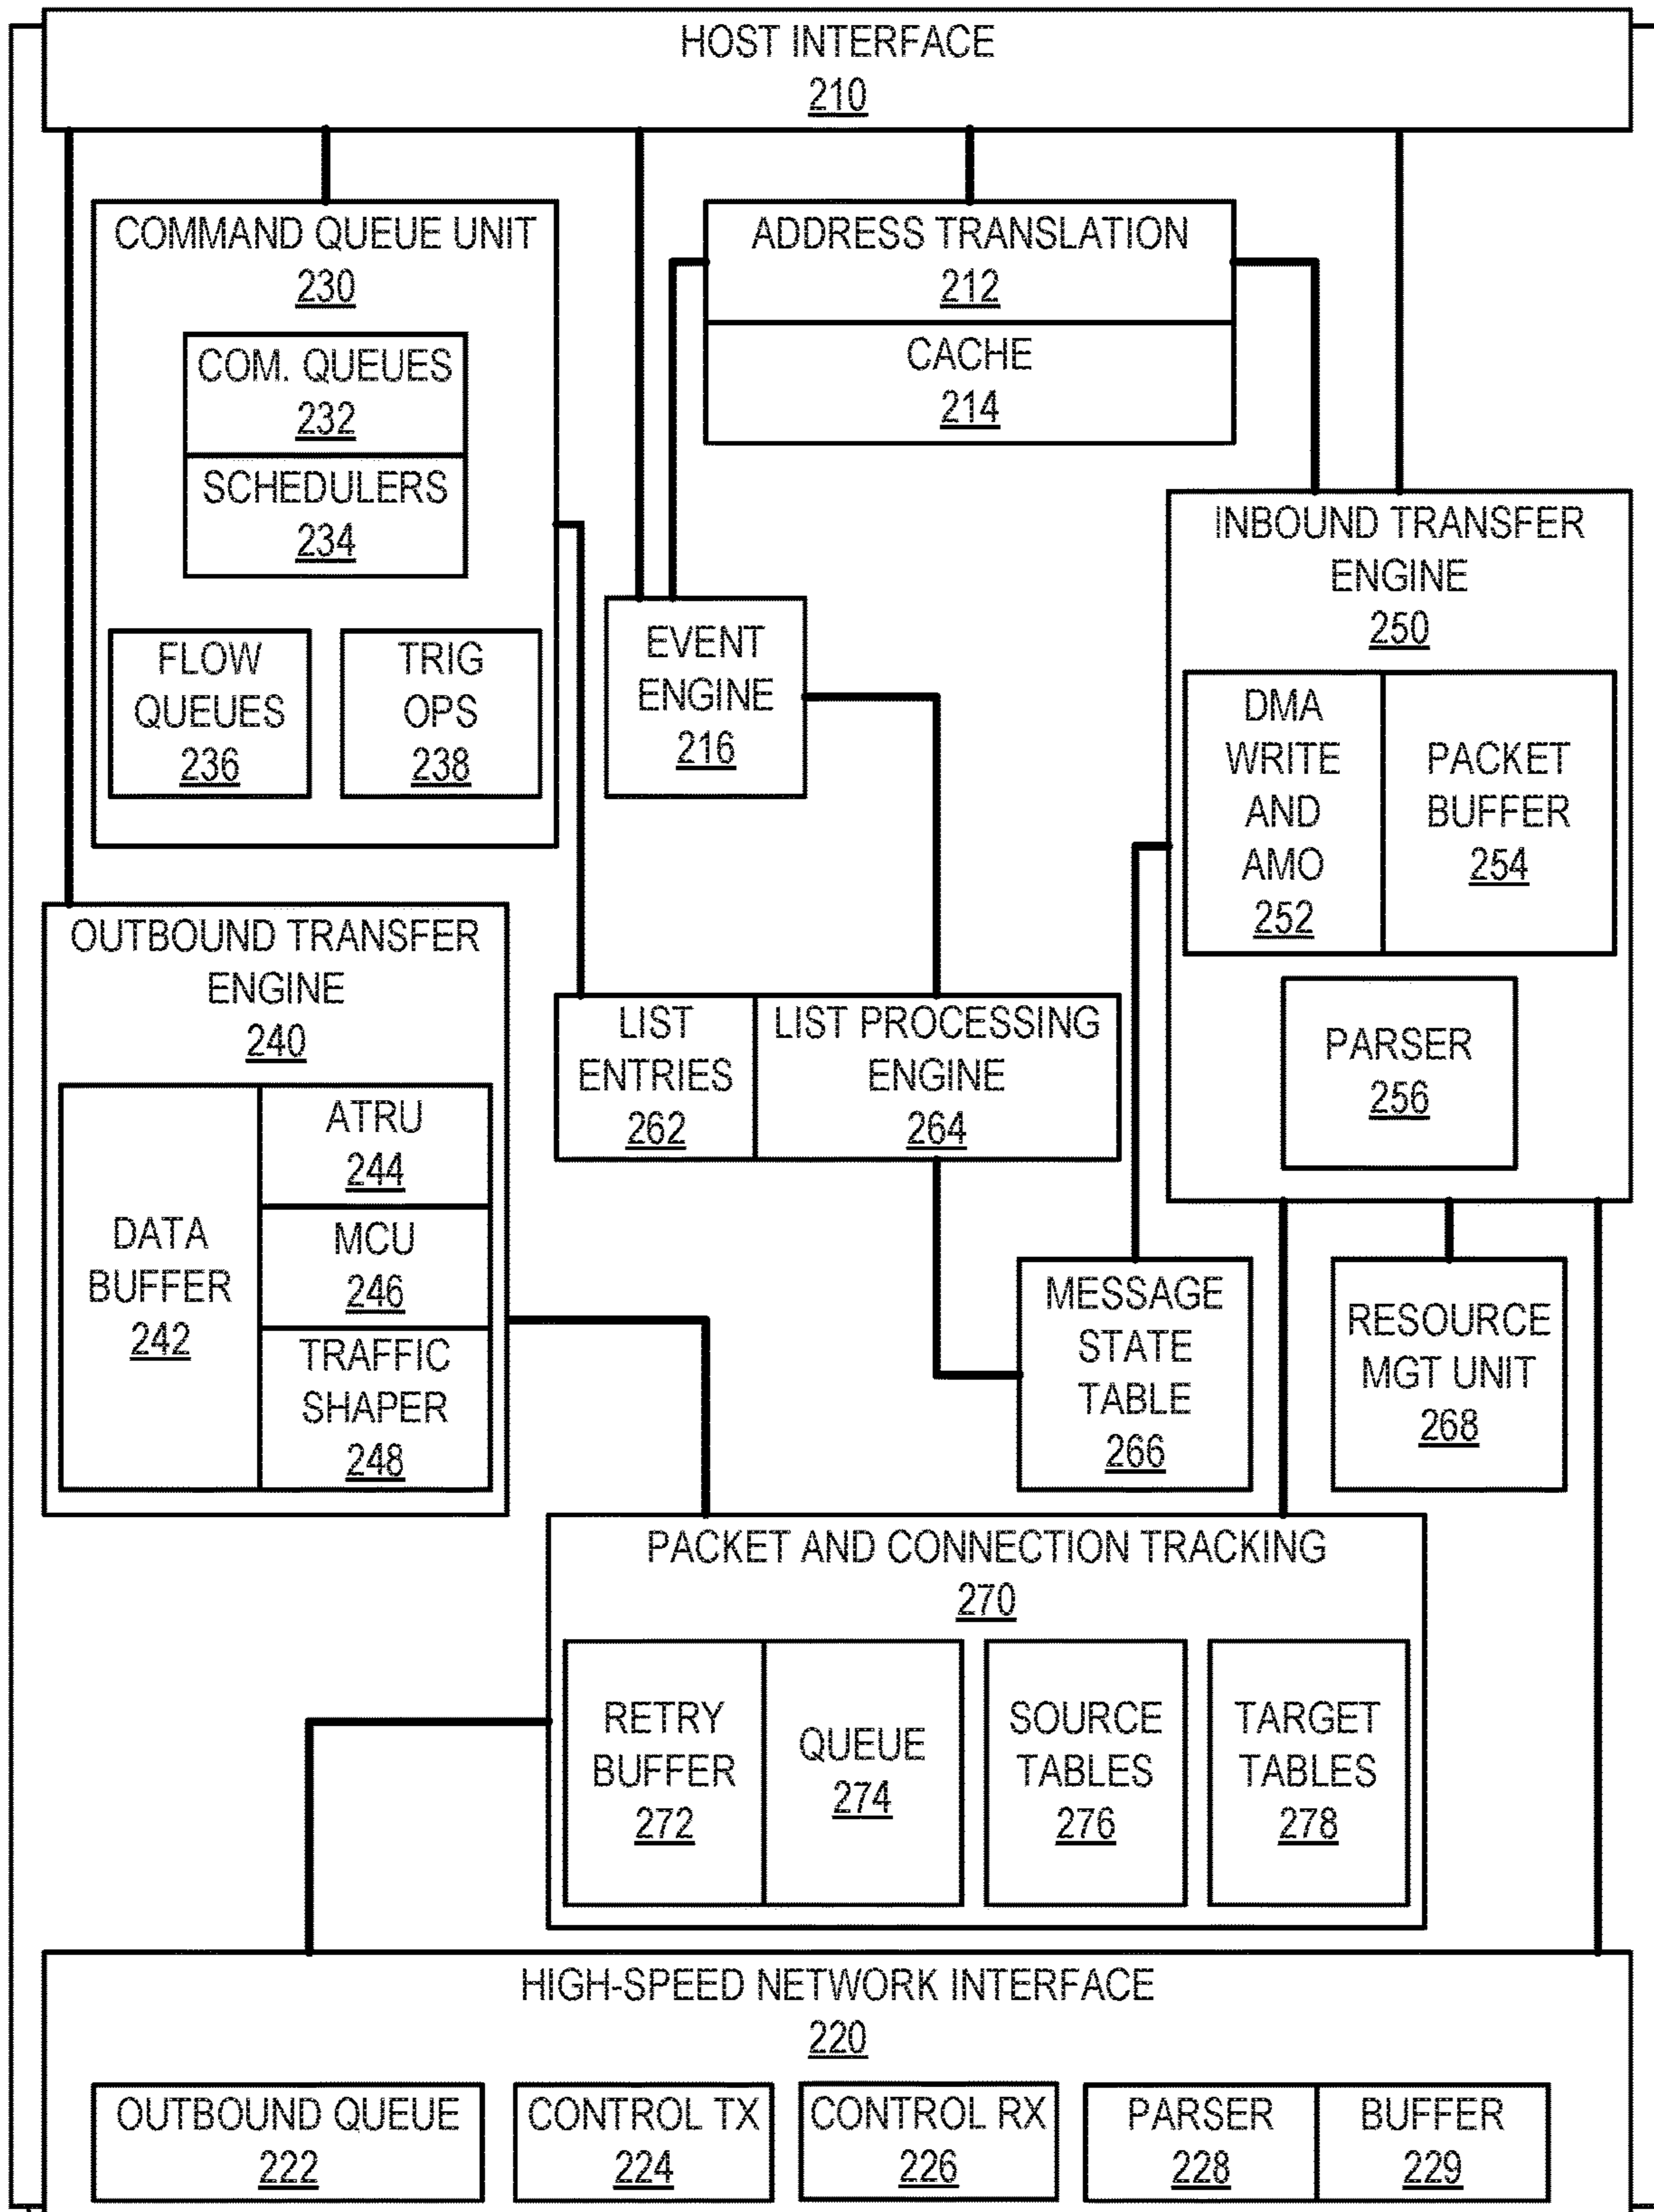 HOST INTERFACE
210
COMMAND QUEUE UNIT
230
COM. QUEUES
232
SCHEDULERS
234
FLOW
QUEUES
236
TRIG
OPS
238
ADDRESS TRANSLATION
212
CACHE
214
EVENT
ENGINE
216
INBOUND TRANSFER
ENGINE
250
DMA
WRITE
AND
AMO
252
PACKET
BUFFER
254
PARSER
256
OUTBOUND TRANSFER
ENGINE
240
DATA
BUFFER
242
ATRU
244
MCU
246
TRAFFIC
SHAPER
248
LIST
ENTRIES
262
LIST PROCESSING
ENGINE
264
MESSAGE
STATE
TABLE
266
RESOURCE
MGT UNIT
268
PACKET AND CONNECTION TRACKING
270
RETRY
BUFFER
272
QUEUE
274
SOURCE
TABLES
276
TARGET
TABLES
278
HIGH-SPEED NETWORK INTERFACE
220
OUTBOUND QUEUE
222
CONTROL TX
224
CONTROL RX
226
PARSER
228
BUFFER
229